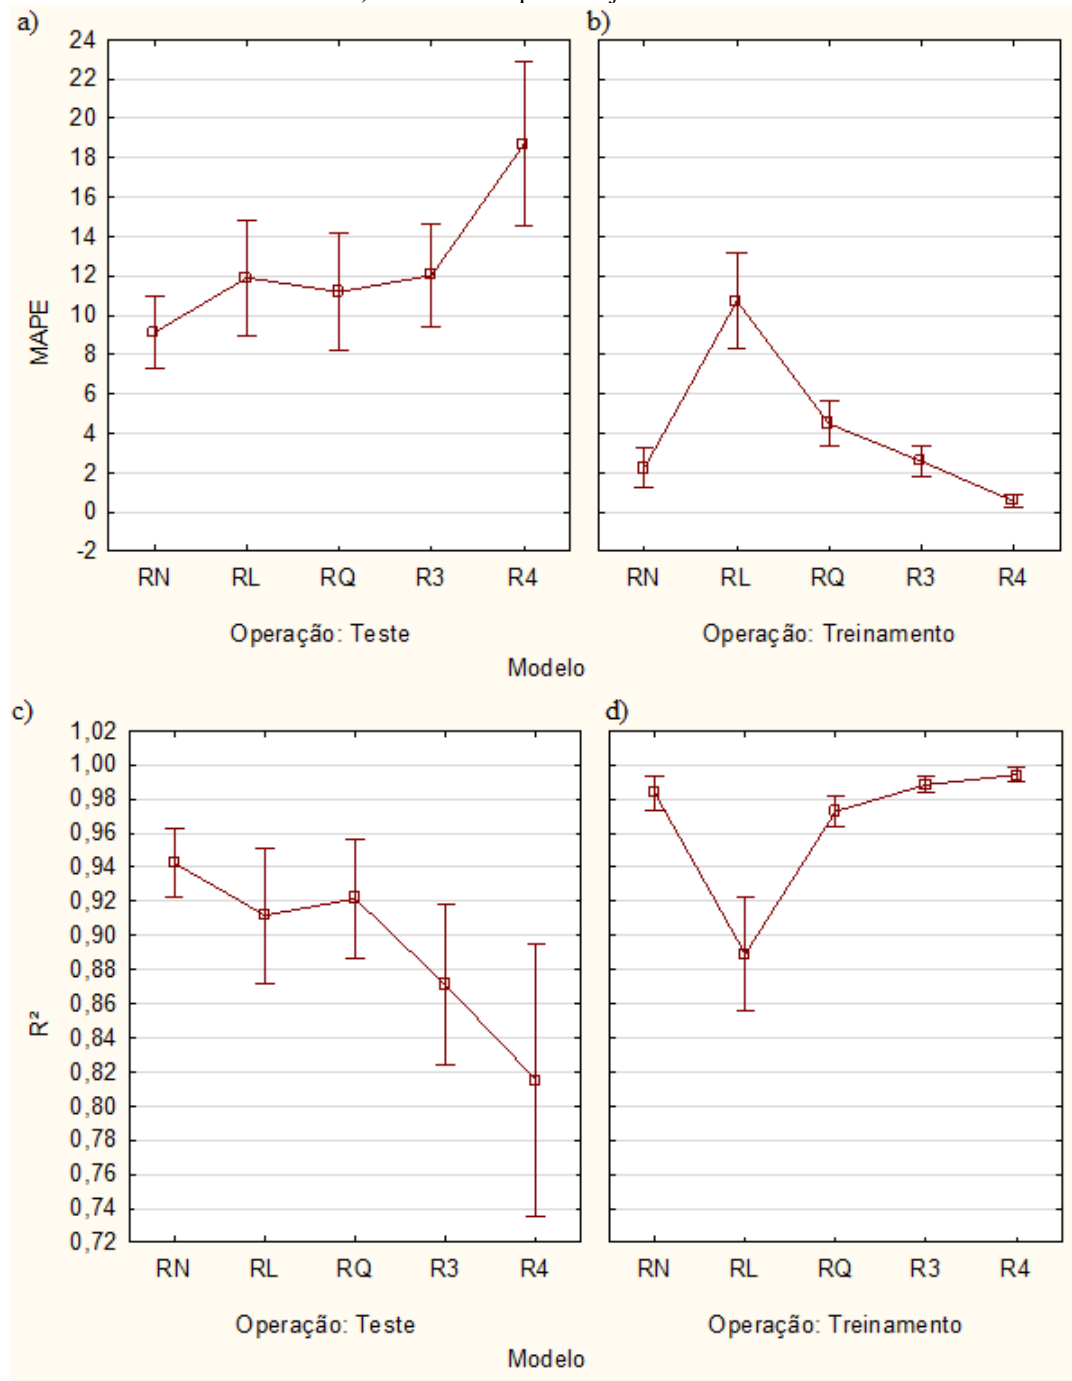 a)
b)
24
22
20
18
16
14
12
10
8
6
4
2
0
-2
MAPE
RN RL RQ R3 R4
RN RL RQ R3 R4
Operação: Teste
Operação: Treinamento
Modelo
c)
d)
1,02
1,00
0,98
0,96
0,94
0,92
0,90
0,88
0,86
0,84
0,82
0,80
0,78
0,76
0,74
0,72
R²
RN RL RQ R3 R4
RN RL RQ R3 R4
Operação: Teste
Operação: Treinamento
Modelo